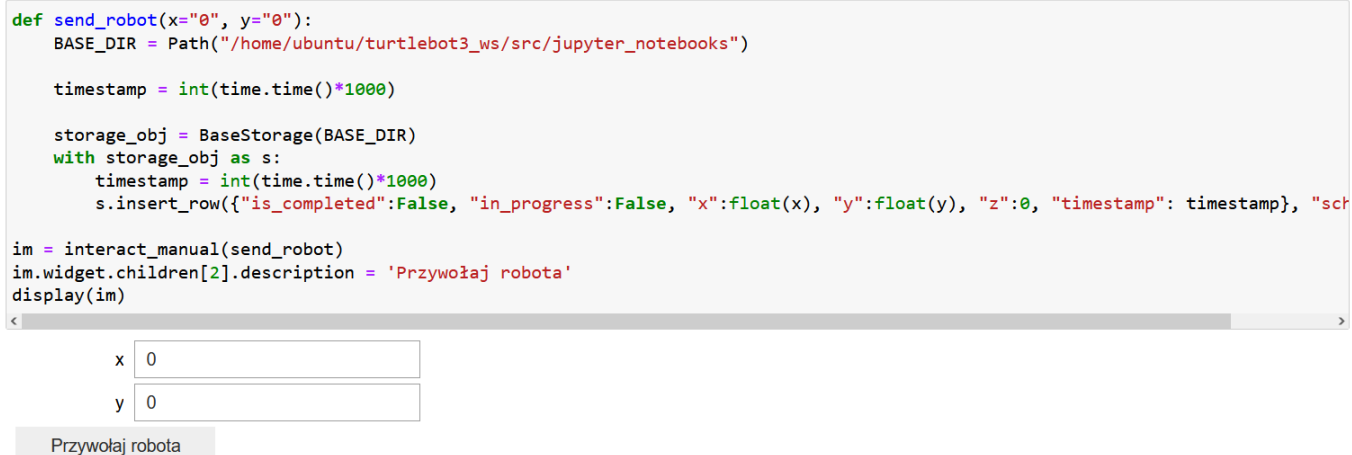 def send_robot(x="0", y="0"):
    BASE_DIR = Path("/home/ubuntu/turtlebot3_ws/src/jupyter_notebooks")
    timestamp = int(time.time()*1000)
    storage_obj = BaseStorage(BASE_DIR)
    with storage_obj as s:
        timestamp = int(time.time()*1000)
        s.insert_row({"is_completed":False, "in_progress":False, "x":float(x), "y":float(y), "z":0, "timestamp": timestamp}, "sch
im = interact_manual(send_robot)
im.widget.children[2].description = 'Przywołaj robota'
display(im)
x 0
y 0
Przywołaj robota